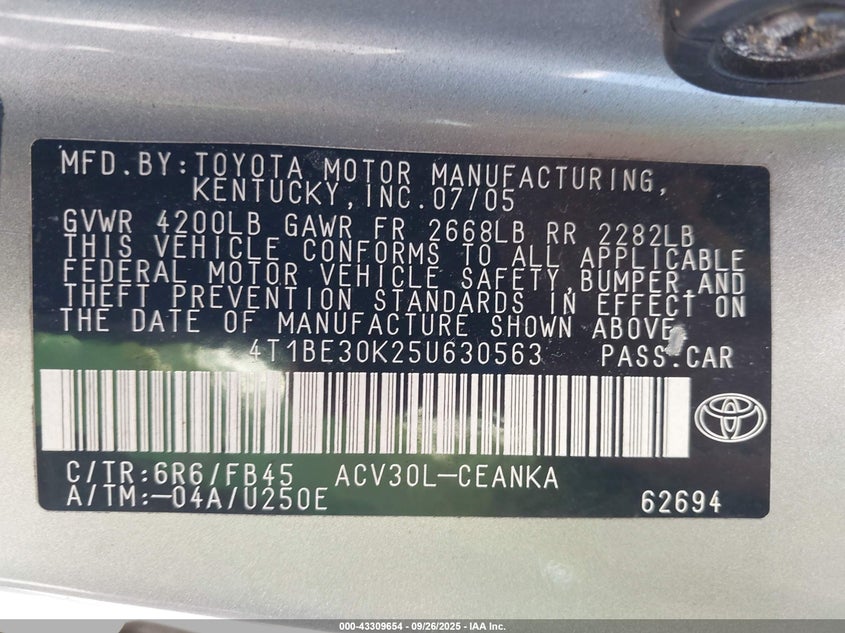 MFD.BY:TOYOTA MOTOR MANUFACTURING,
KENTUCKY,INC.07/05
GVWR 4200LB GAWR FR 2668LB RR 2282LB
THIS VEHICLE CONFORMS TO ALL APPLICABLE
FEDERAL MOTOR VEHICLE SAFETY,BUMPER,AND
THEFT PREVENTION STANDARDS IN EFFECT ON
THE DATE OF MANUFACTURE SHOWN ABOVE.
4T1BE30K25U630563 PASS.CAR
C/TR:6R6/FB45 ACV30L-CEANKA
A/TM:-04A/U250E 62694
000-43309654 / 09/26/2025 - IAA Inc.